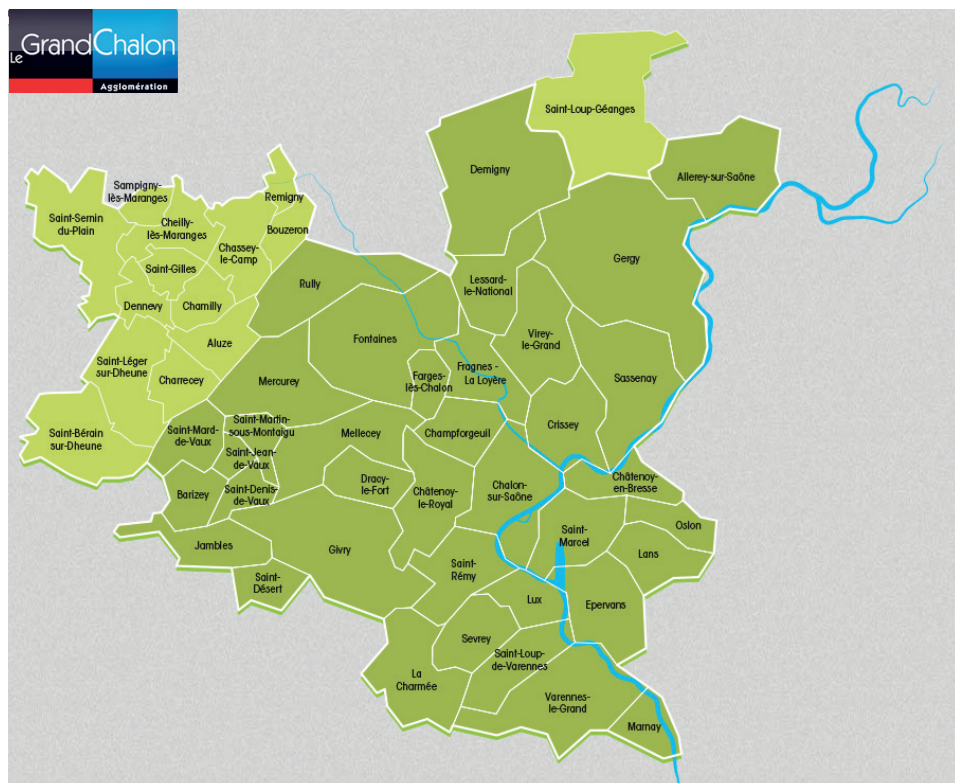 Le GrandChalon
Agglomération
Saint-Loup-Géanges
Demigny
Allerey-sur-Saône
Sampigny-
lès-Maranges
Remigny
Saint-Sernin
du-Plain
Cheilly-
lès-Maranges
Bouzeron
Chassey-
le-Camp
Gergy
Saint-Gilles
Rully
Lessard-
le-National
Dennevy
Chamilly
Fontaines
Virey-
le-Grand
Aluze
Saint-Léger
sur-Dheune
Charrecey
Mercurey
Farges-
lès-Chalon
Fragnes-
La Loyère
Sassenay
Saint-Bérain
sur-Dheune
Saint-Mard-
de-Vaux
Saint-Martin-
sous-Montaigu
Mellecey
Champforgeuil
Crissey
Saint-Jean-
de-Vaux
Dracy-
le-Fort
Châtenoy-
le-Royal
Chalon-
sur-Saône
Châtenoy-
en-Bresse
Barizey
Saint-Denis-
de-Vaux
Saint-
Marcel
Oslon
Jambles
Givry
Lans
Saint-
Désert
Saint-
Rémy
Lux
Epervans
Sevrey
Saint-Loup-
de-Varennes
La
Charmée
Varennes-
le-Grand
Marnay